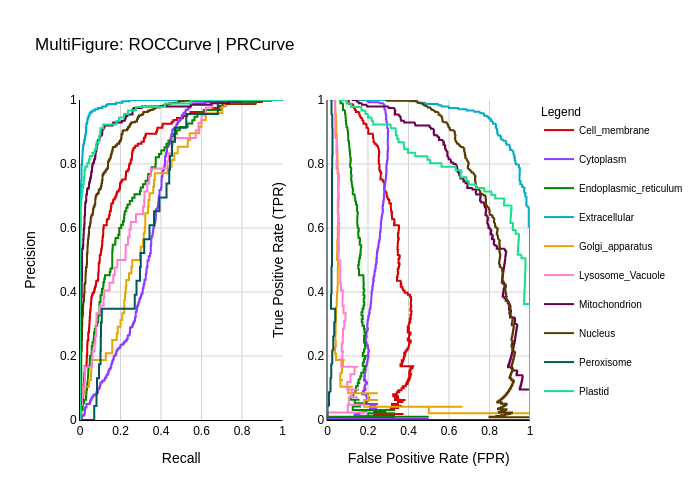 MultiFigure: ROCCurve | PRCurve
Precision
1
0.8
0.6
0.4
0.2
0
0 0.2 0.4 0.6 0.8 1
Recall
True Positive Rate (TPR)
1
0.8
0.6
0.4
0.2
0
0 0.2 0.4 0.6 0.8 1
False Positive Rate (FPR)
Legend
Cell_membrane
Cytoplasm
Endoplasmic_reticulum
Extracellular
Golgi_apparatus
Lysosome_Vacuole
Mitochondrion
Nucleus
Peroxisome
Plastid